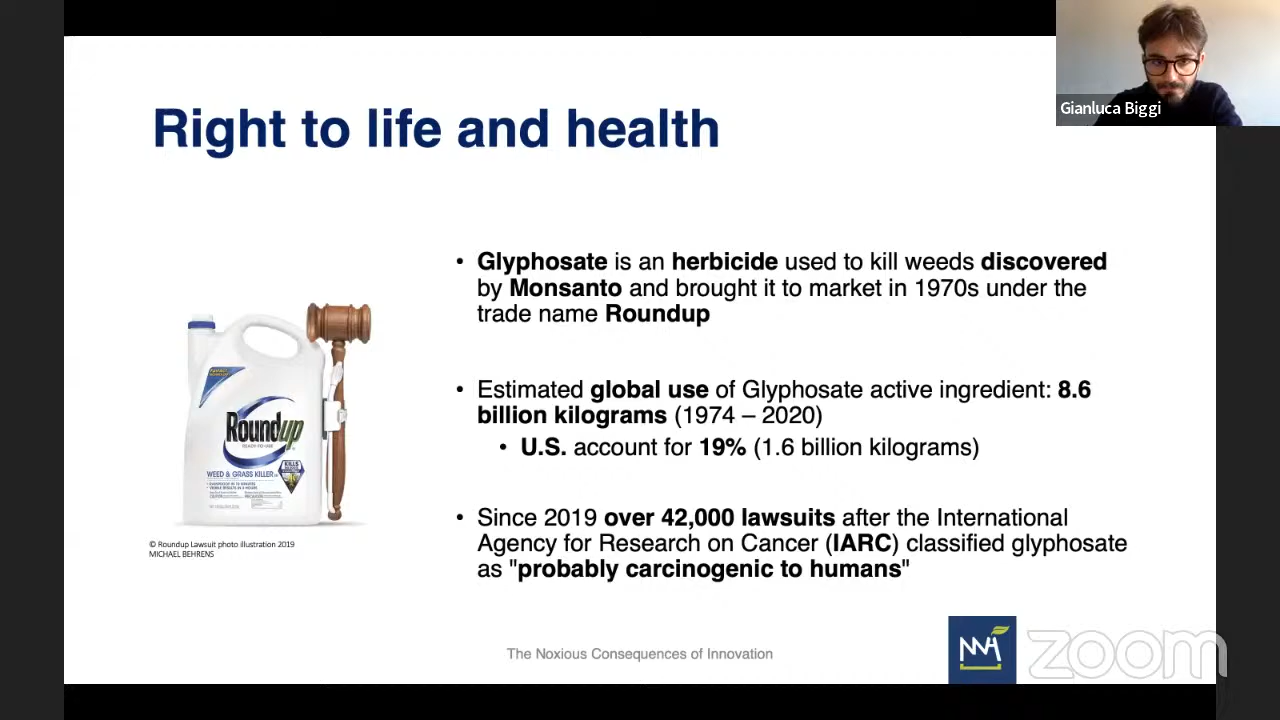 Gianluca Biggi
Right to life and health
• Glyphosate is an herbicide used to kill weeds discovered
by Monsanto and brought it to market in 1970s under the
trade name Roundup
• Estimated global use of Glyphosate active ingredient: 8.6
billion kilograms (1974 – 2020)
• U.S. account for 19% (1.6 billion kilograms)
• Since 2019 over 42,000 lawsuits after the International
Agency for Research on Cancer (IARC) classified glyphosate
as "probably carcinogenic to humans"
Roundup
WEED & GRASS KILLER
KILLS
© Roundup Lawsuit photo illustration 2019
MICHAEL BEHRENS
The Noxious Consequences of Innovation
zoom